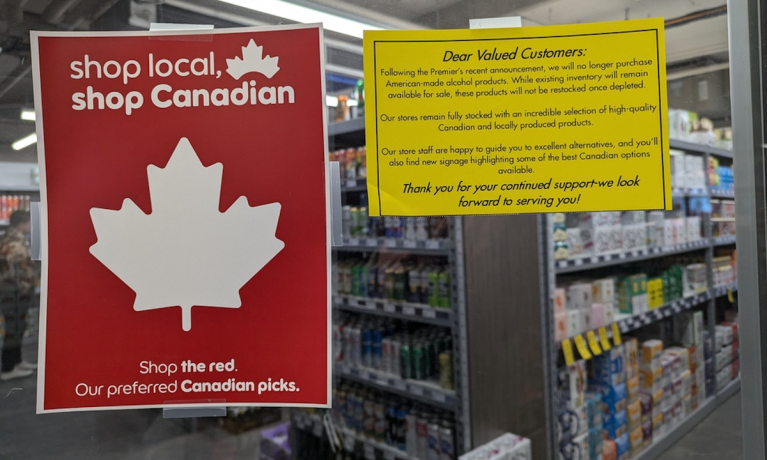 shop local,
shop Canadian
Shop the red.
Our preferred Canadian picks.
Dear Valued Customers:
Following the Premier's recent announcement, we will no longer purchase
American-made alcohol products. While existing inventory will remain
available for sale, these products will not be restocked once depleted.
Our stores remain fully stocked with an incredible selection of high-quality
Canadian and locally produced products.
Our store staff are happy to guide you to excellent alternatives, and you'll
also find new signage highlighting some of the best Canadian options
available.
Thank you for your continued support-we look
forward to serving you!